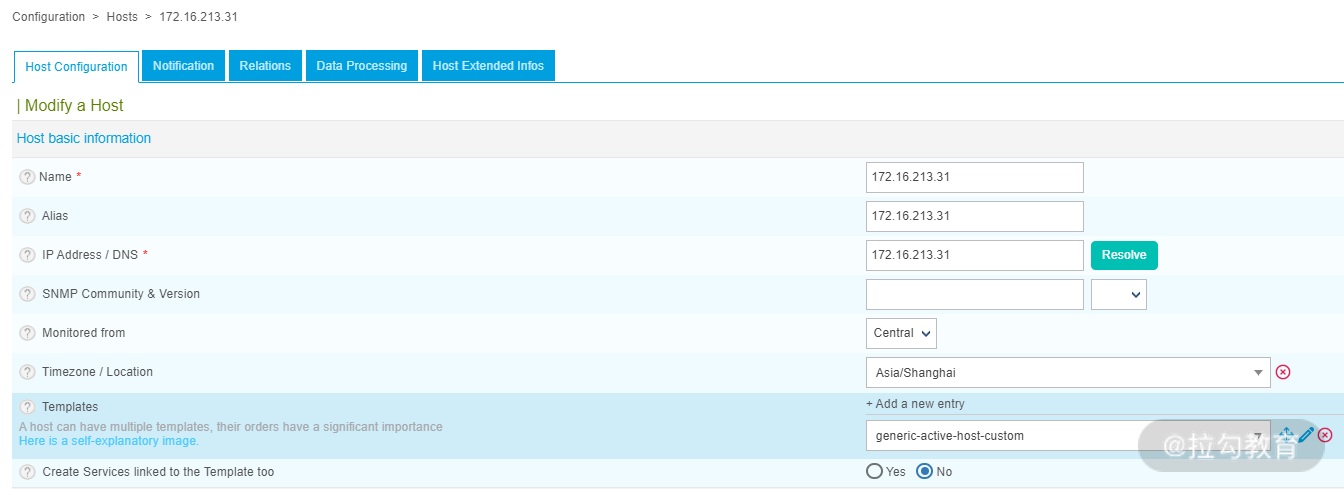 Configuration > Hosts > 172.16.213.31
Host Configuration Notification Relations Data Processing Host Extended Infos
| Modify a Host
Host basic information
Name * 172.16.213.31
Alias 172.16.213.31
IP Address / DNS * 172.16.213.31 Resolve
SNMP Community & Version
Monitored from Central
Timezone / Location Asia/Shanghai
Templates + Add a new entry
A host can have multiple templates, their orders have a significant importance
Here is a self-explanatory image. generic-active-host-custom
@拉勾教育
Create Services linked to the Template too Yes No